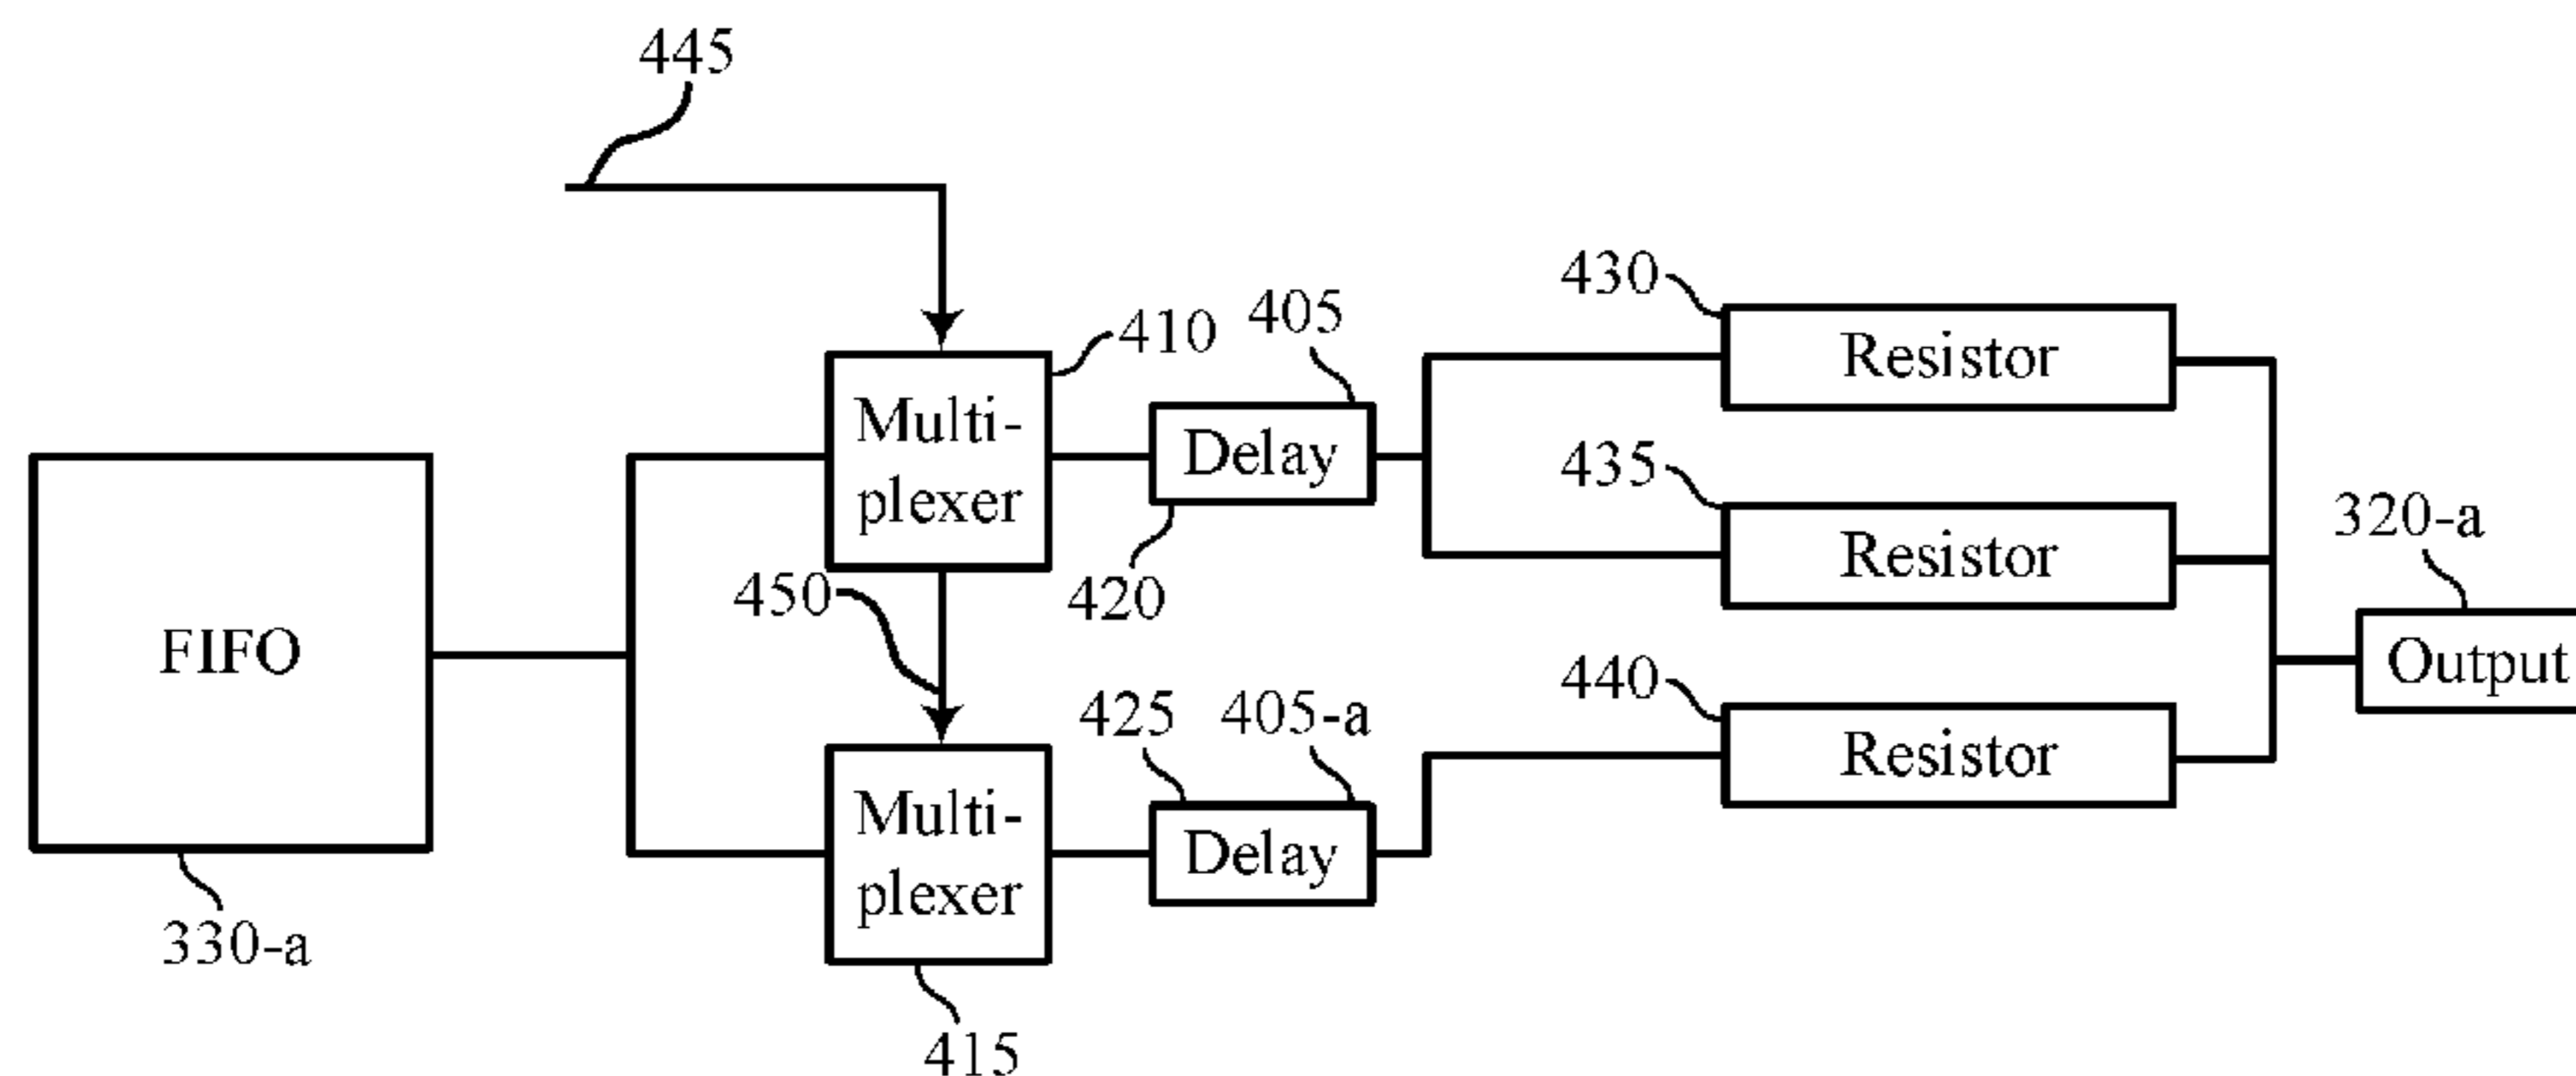 445
430
405
410
Resistor
Multi-
plexer
Delay
435
320-a
450
420
Resistor
FIFO
440
Output
425
405-a
Multi-
plexer
Resistor
Delay
330-a
415